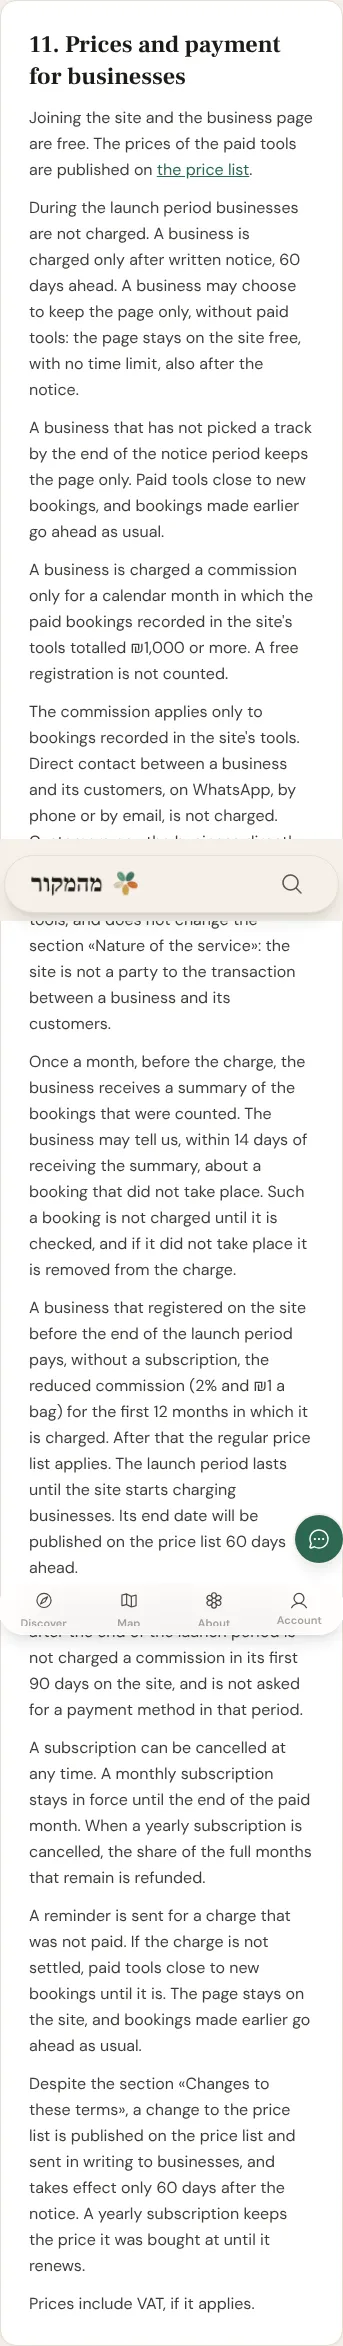 11. Prices and payment
for businesses
Joining the site and the business page
are free. The prices of the paid tools
are published on the price list.
During the launch period businesses
are not charged. A business is
charged only after written notice, 60
days ahead. A business may choose
to keep the page only, without paid
tools: the page stays on the site free,
with no time limit, also after the
notice.
A business that has not picked a track
by the end of the notice period keeps
the page only. Paid tools close to new
bookings, and bookings made earlier
go ahead as usual.
A business is charged a commission
only for a calendar month in which the
paid bookings recorded in the site's
tools totalled ₪1,000 or more. A free
registration is not counted.
The commission applies only to
bookings recorded in the site's tools.
Direct contact between a business
and its customers, on WhatsApp, by
phone or by email, is not charged.
מהמקור
tools, and does not change the
section «Nature of the service»: the
site is not a party to the transaction
between a business and its
customers.
Once a month, before the charge, the
business receives a summary of the
bookings that were counted. The
business may tell us, within 14 days of
receiving the summary, about a
booking that did not take place. Such
a booking is not charged until it is
checked, and if it did not take place it
is removed from the charge.
A business that registered on the site
before the end of the launch period
pays, without a subscription, the
reduced commission (2% and ₪1 a
bag) for the first 12 months in which it
is charged. After that the regular price
list applies. The launch period lasts
until the site starts charging
businesses. Its end date will be
published on the price list 60 days
ahead.
Discover Map About Account
after the end of the launch period is
not charged a commission in its first
90 days on the site, and is not asked
for a payment method in that period.
A subscription can be cancelled at
any time. A monthly subscription
stays in force until the end of the paid
month. When a yearly subscription is
cancelled, the share of the full months
that remain is refunded.
A reminder is sent for a charge that
was not paid. If the charge is not
settled, paid tools close to new
bookings until it is. The page stays on
the site, and bookings made earlier go
ahead as usual.
Despite the section «Changes to
these terms», a change to the price
list is published on the price list and
sent in writing to businesses, and
takes effect only 60 days after the
notice. A yearly subscription keeps
the price it was bought at until it
renews.
Prices include VAT, if it applies.